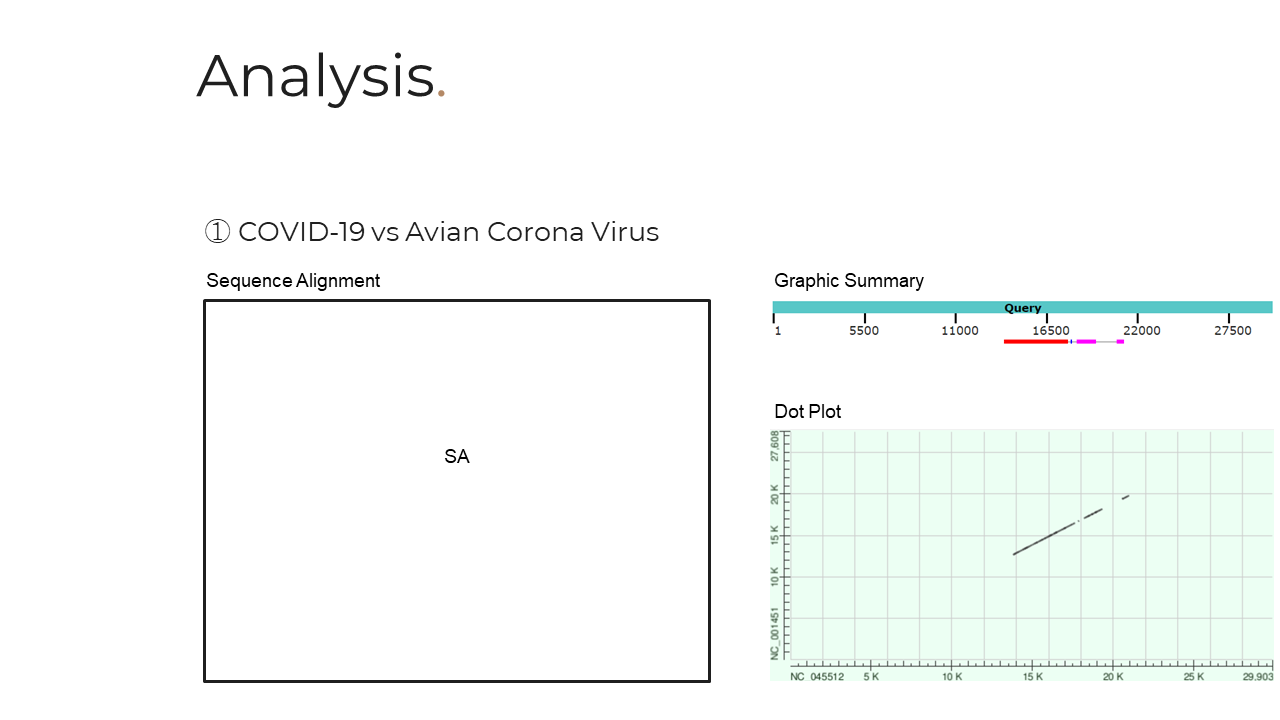 Analysis.
① COVID-19 vs Avian Corona Virus
Sequence Alignment
SA
Graphic Summary
Query
1 5500 11000 16500 22000 27500
Dot Plot
27,608
20 K
15 K
10 K
NC_001451
NC_045512 5 K 10 K 15 K 20 K 25 K 29,903